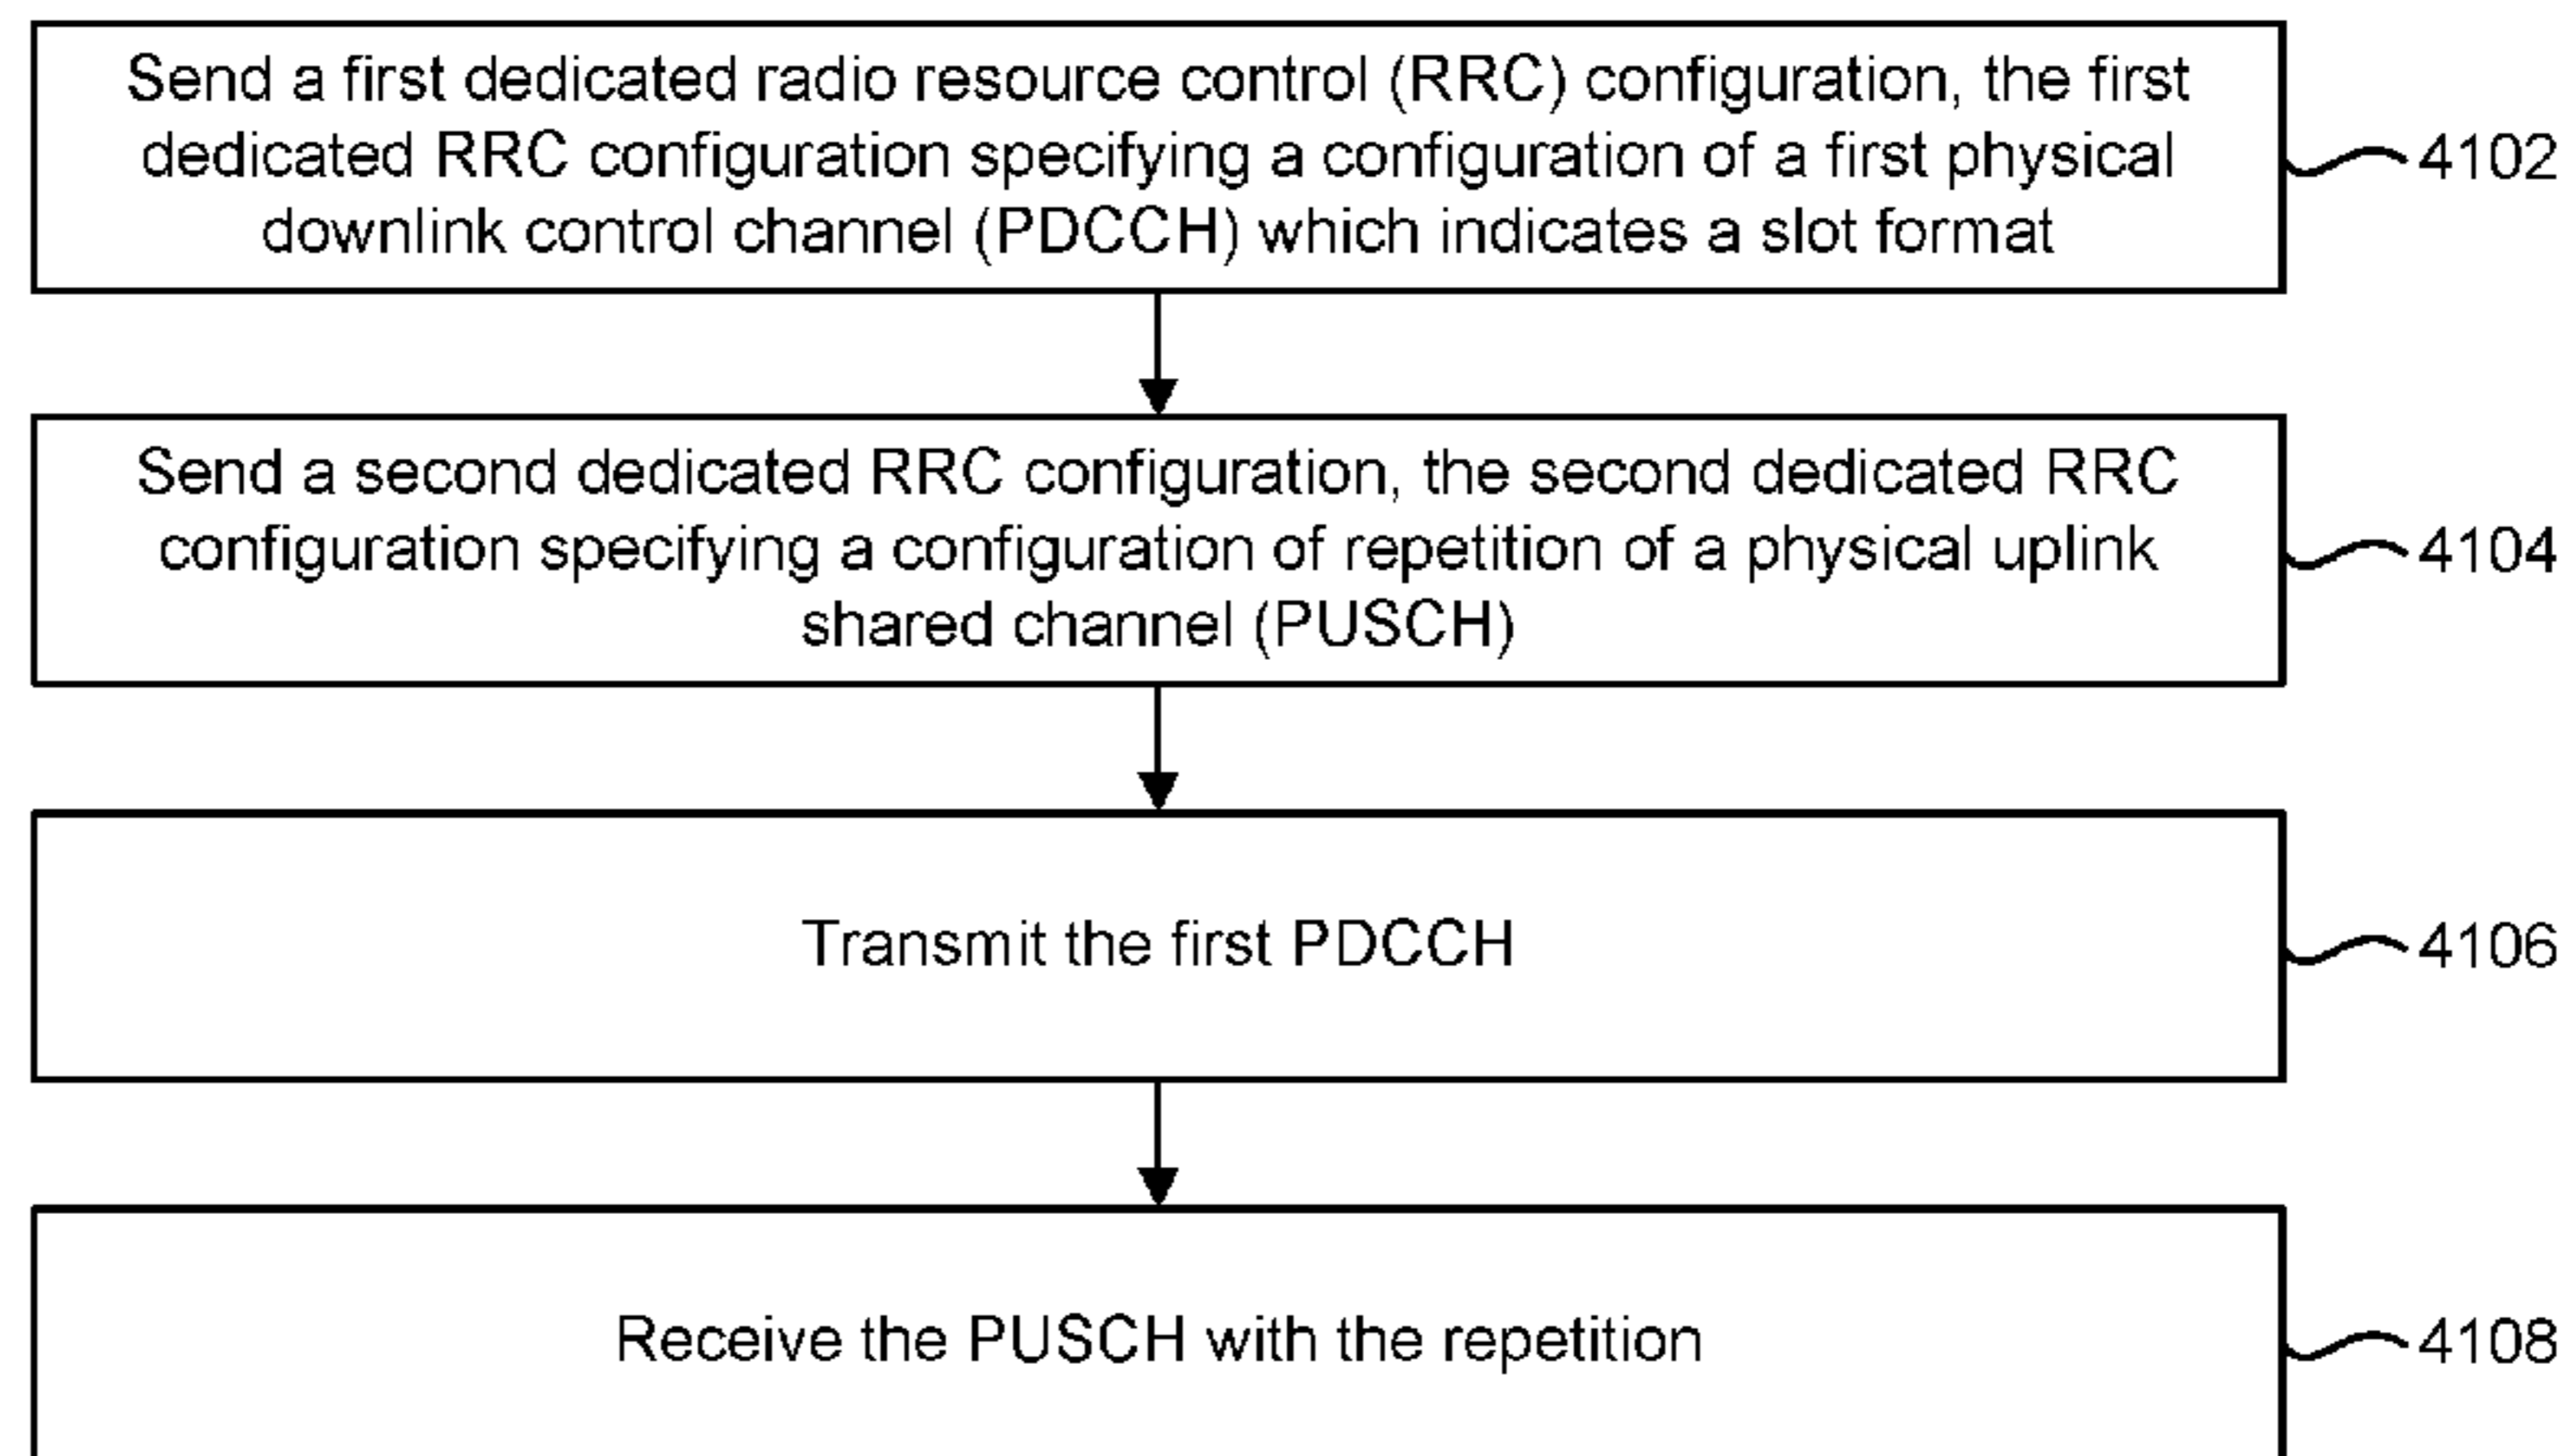 Send a first dedicated radio resource control (RRC) configuration, the first
dedicated RRC configuration specifying a configuration of a first physical
downlink control channel (PDCCH) which indicates a slot format
4102
Send a second dedicated RRC configuration, the second dedicated RRC
configuration specifying a configuration of repetition of a physical uplink
shared channel (PUSCH)
4104
Transmit the first PDCCH
4106
Receive the PUSCH with the repetition
4108